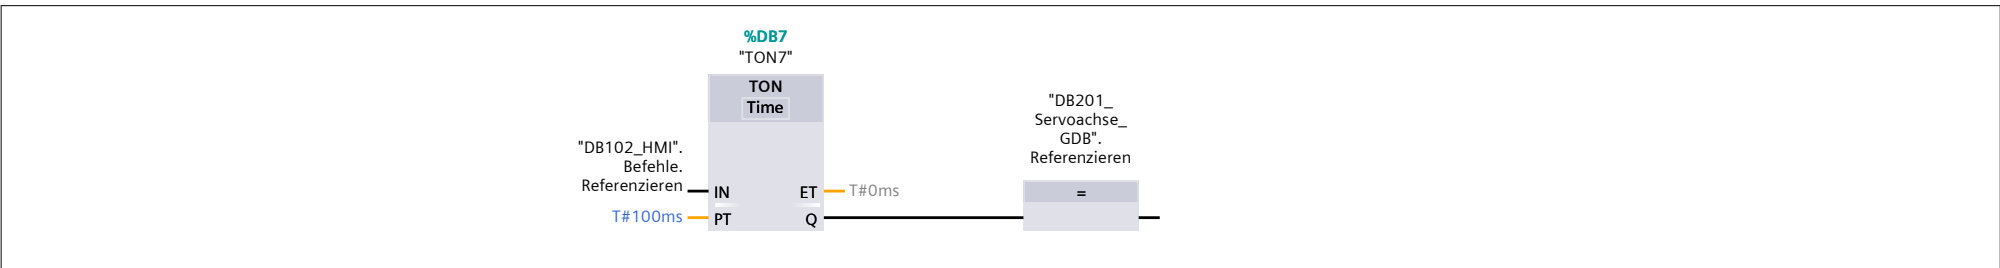 %DB7
"TON7"
TON
Time
"DB102_HMI".
Befehle.
Referenzieren
IN
ET
T#0ms
T#100ms
PT
Q
"DB201_
Servoachse_
GDB".
Referenzieren
=